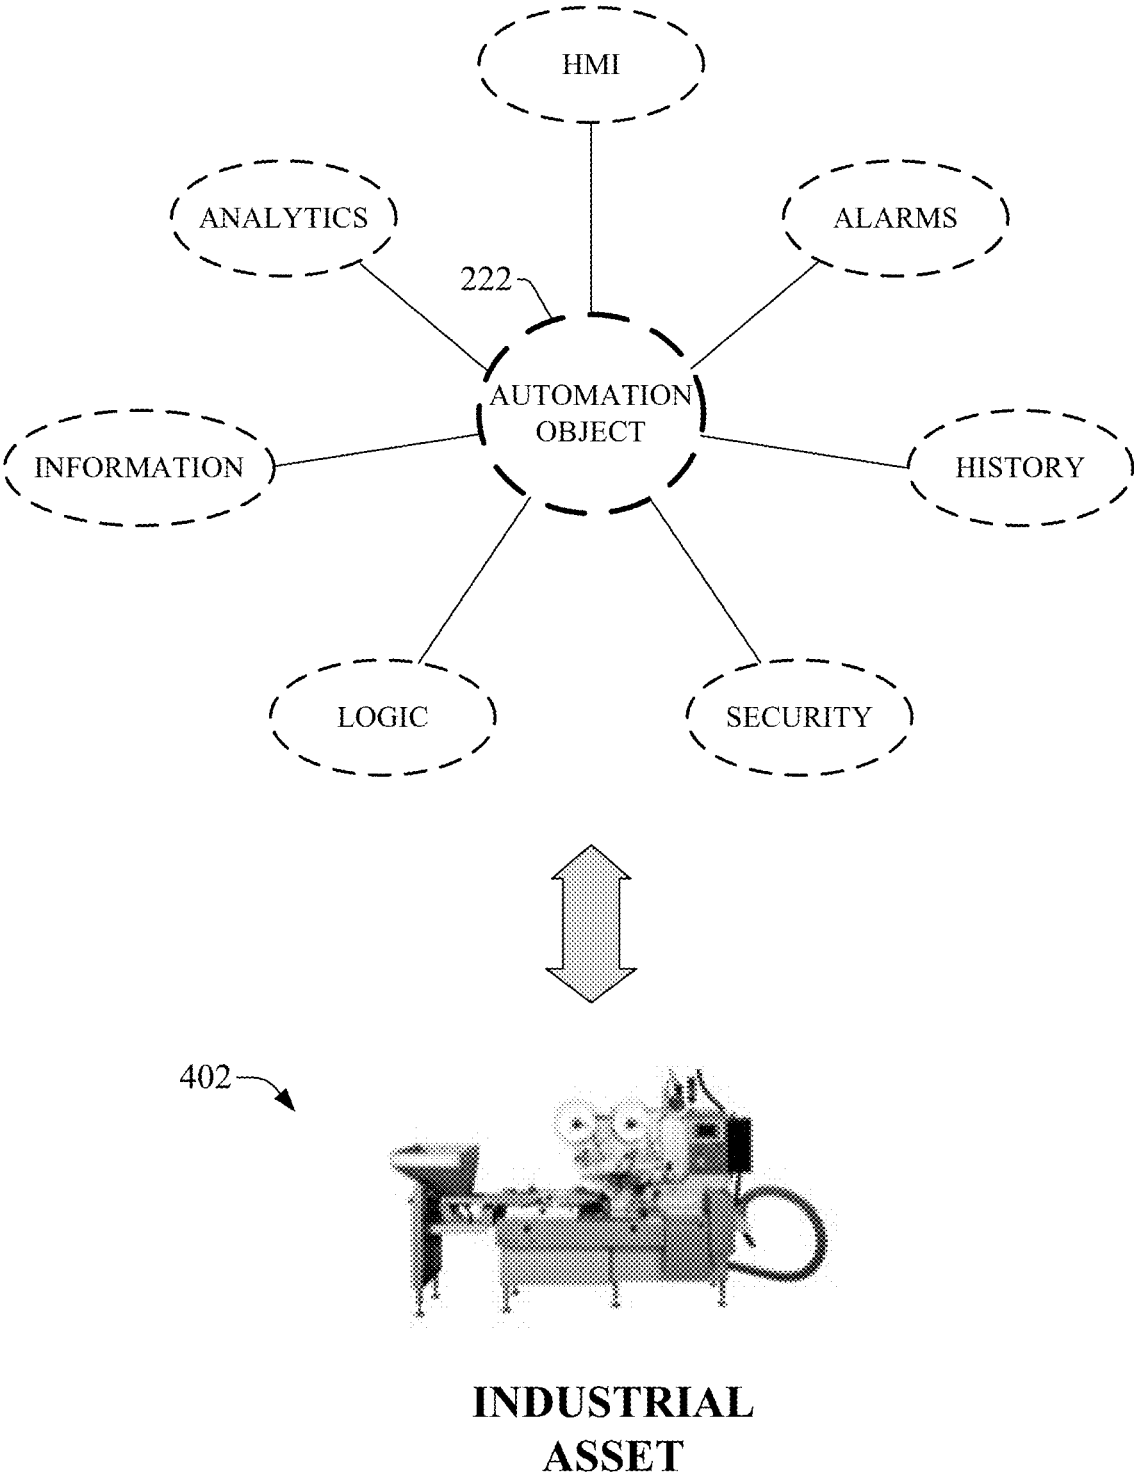 HMI
ANALYTICS
ALARMS
222
AUTOMATION
OBJECT
INFORMATION
HISTORY
LOGIC
SECURITY
402
INDUSTRIAL
ASSET